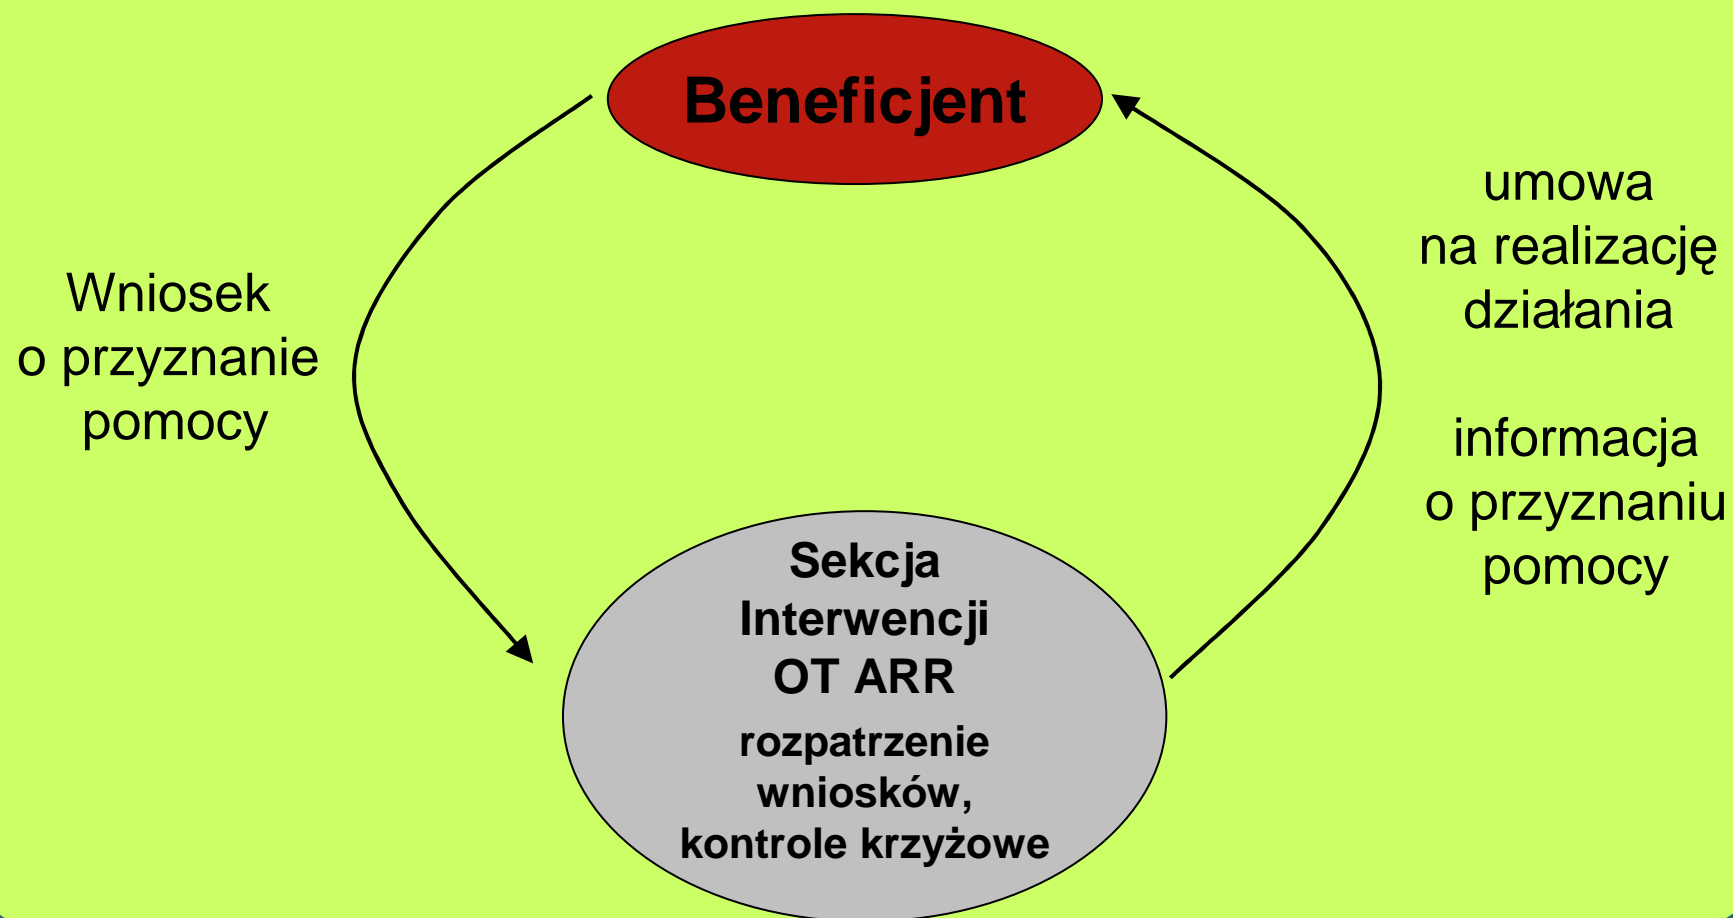 Beneficjent
Wniosek
o przyznanie
pomocy
umowa
na realizację
działania
informacja
o przyznaniu
pomocy
Sekcja
Interwencji
OT ARR
rozpatrzenie
wniosków,
kontrole krzyżowe